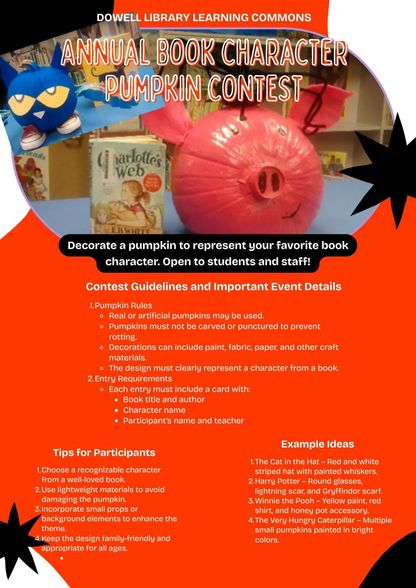 DOWELL LIBRARY LEARNING COMMONS
ANNUAL BOOK CHARACTER
PUMPKIN CONTEST
Charlotte's
Web
E.B. WHITE
Decorate a pumpkin to represent your favorite book
character. Open to students and staff!
Contest Guidelines and Important Event Details
1.Pumpkin Rules
Real or artificial pumpkins may be used.
Pumpkins must not be carved or punctured to prevent
rotting.
Decorations can include paint, fabric, paper, and other craft
materials.
The design must clearly represent a character from a book.
2.Entry Requirements
Each entry must include a card with:
Book title and author
Character name
Participant's name and teacher
Tips for Participants
1.Choose a recognizable character
from a well-loved book.
2.Use lightweight materials to avoid
damaging the pumpkin.
3.Incorporate small props or
background elements to enhance the
theme.
4.Keep the design family-friendly and
appropriate for all ages.
Example Ideas
1.The Cat in the Hat – Red and white
striped hat with painted whiskers.
2.Harry Potter – Round glasses,
lightning scar, and Gryffindor scarf.
3.Winnie the Pooh – Yellow paint, red
shirt, and honey pot accessory.
4.The Very Hungry Caterpillar – Multiple
small pumpkins painted in bright
colors.